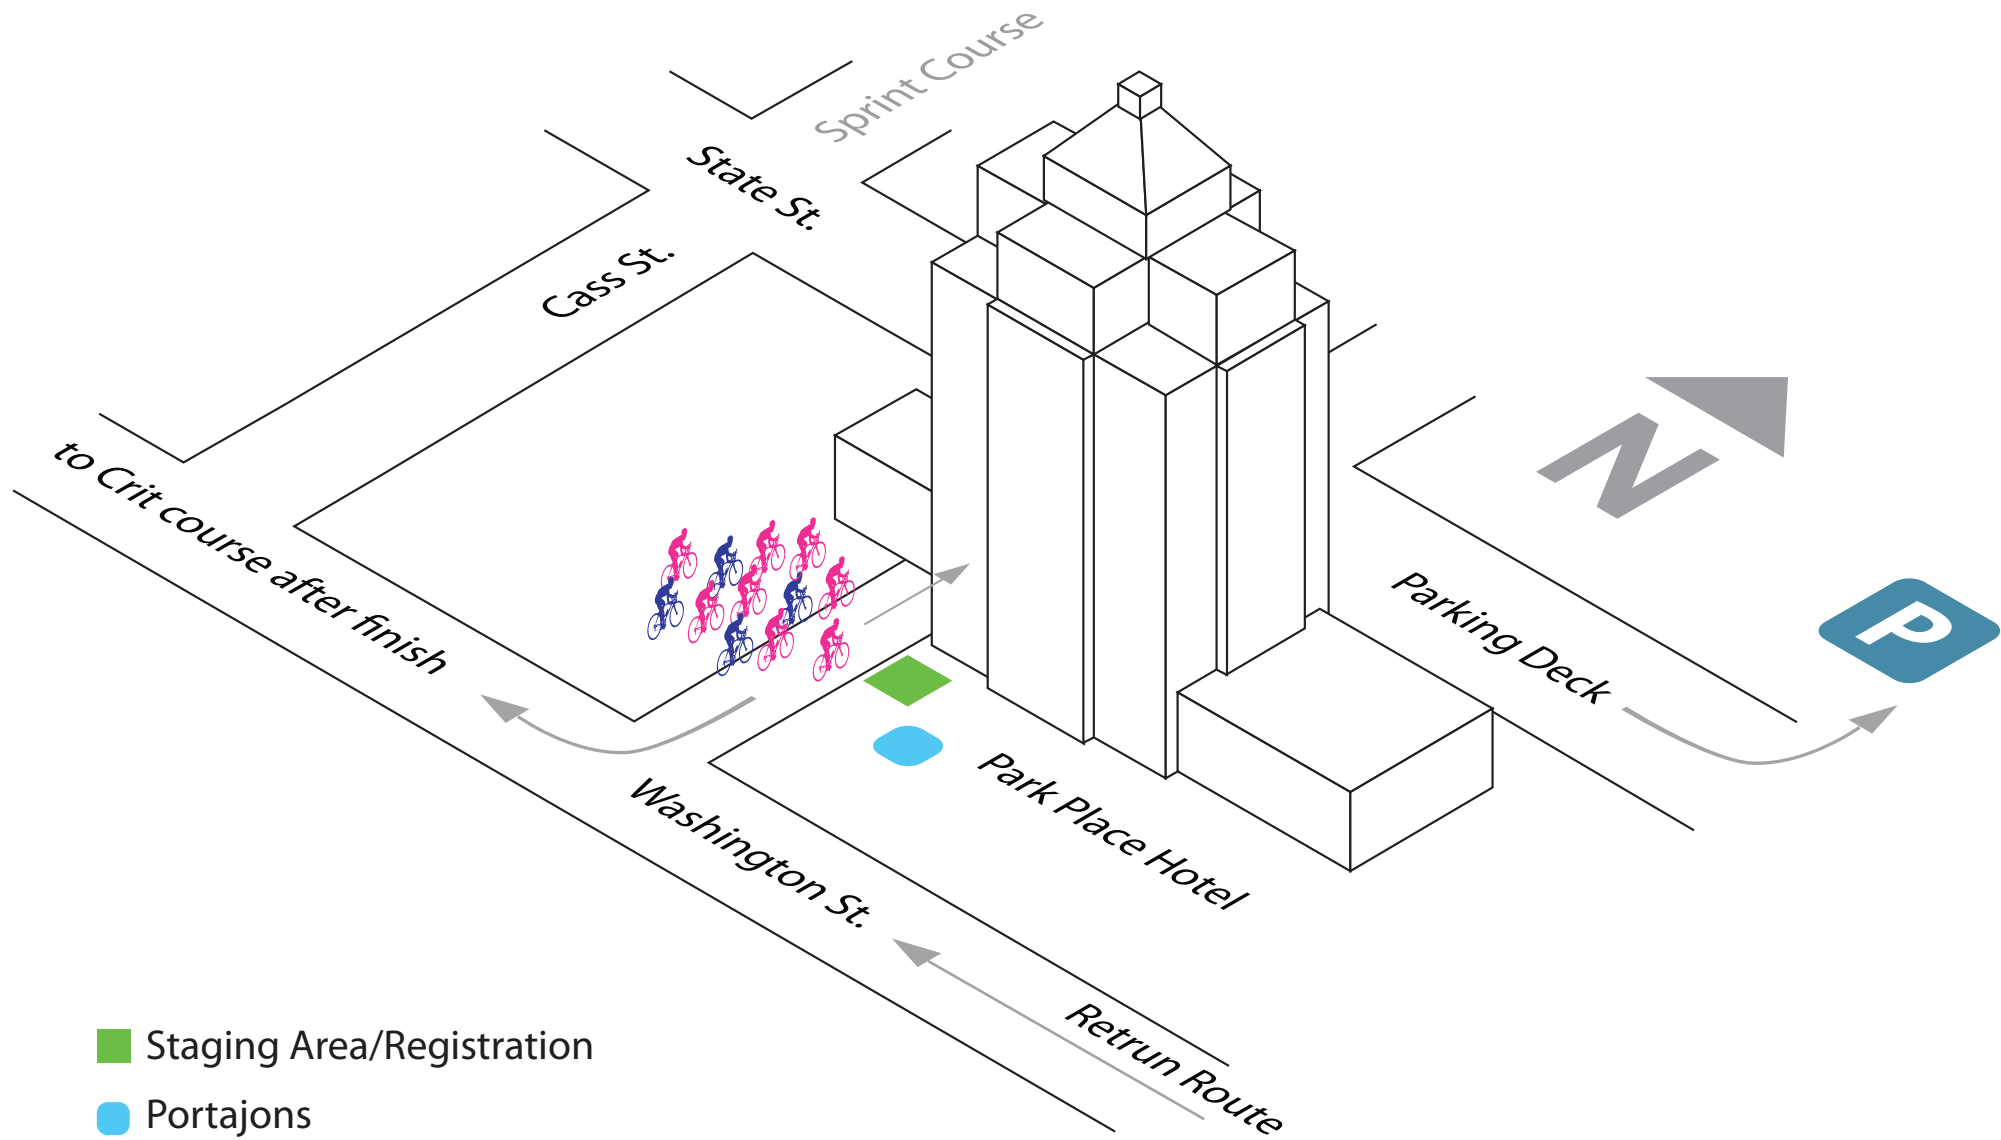 Sprint Course
State St.
Cass St.
to Crit course after finish
N
Parking Deck
P
Park Place Hotel
Washington St.
Retrun Route
Staging Area/Registration
Portajons